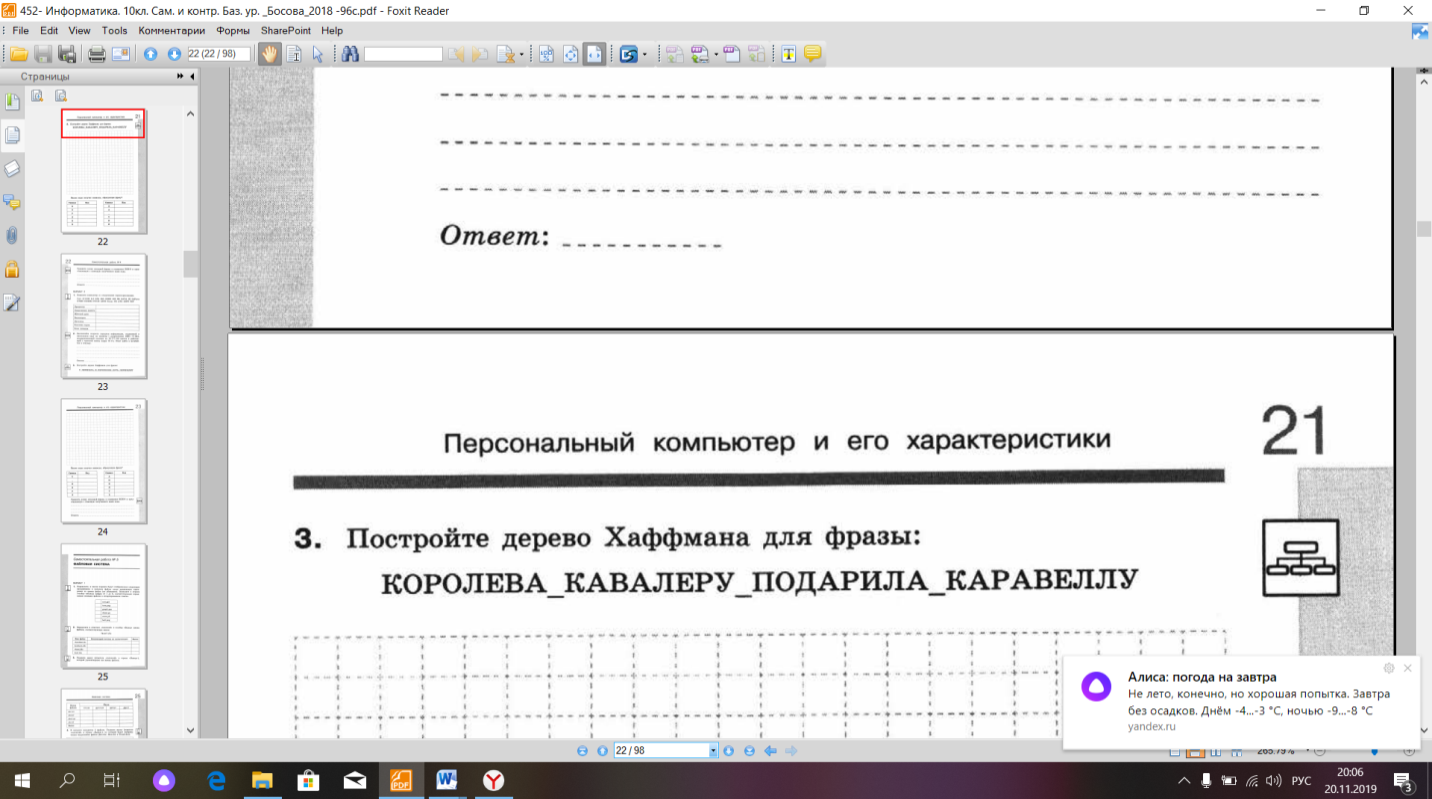 452- Информатика. 10кл. Сам. и контр. Баз. ур. _Босова_2018 -96с.pdf - Foxit Reader
File Edit View Tools Комментарии Формы SharePoint Help
22 (22 / 98)
Страницы
22
23
24
25
Ответ:
Персональный компьютер и его характеристики
21
3. Постройте дерево Хаффмана для фразы:
КОРОЛЕВА_КАВАЛЕРУ_ПОДАРИЛА_КАРАВЕЛЛУ
Алиса: погода на завтра
Не лето, конечно, но хорошая попытка. Завтра
без осадков. Днём -4...-3 °C, ночью -9...-8 °C
yandex.ru
22 / 98
265.79%
РУС
20:06
20.11.2019
3